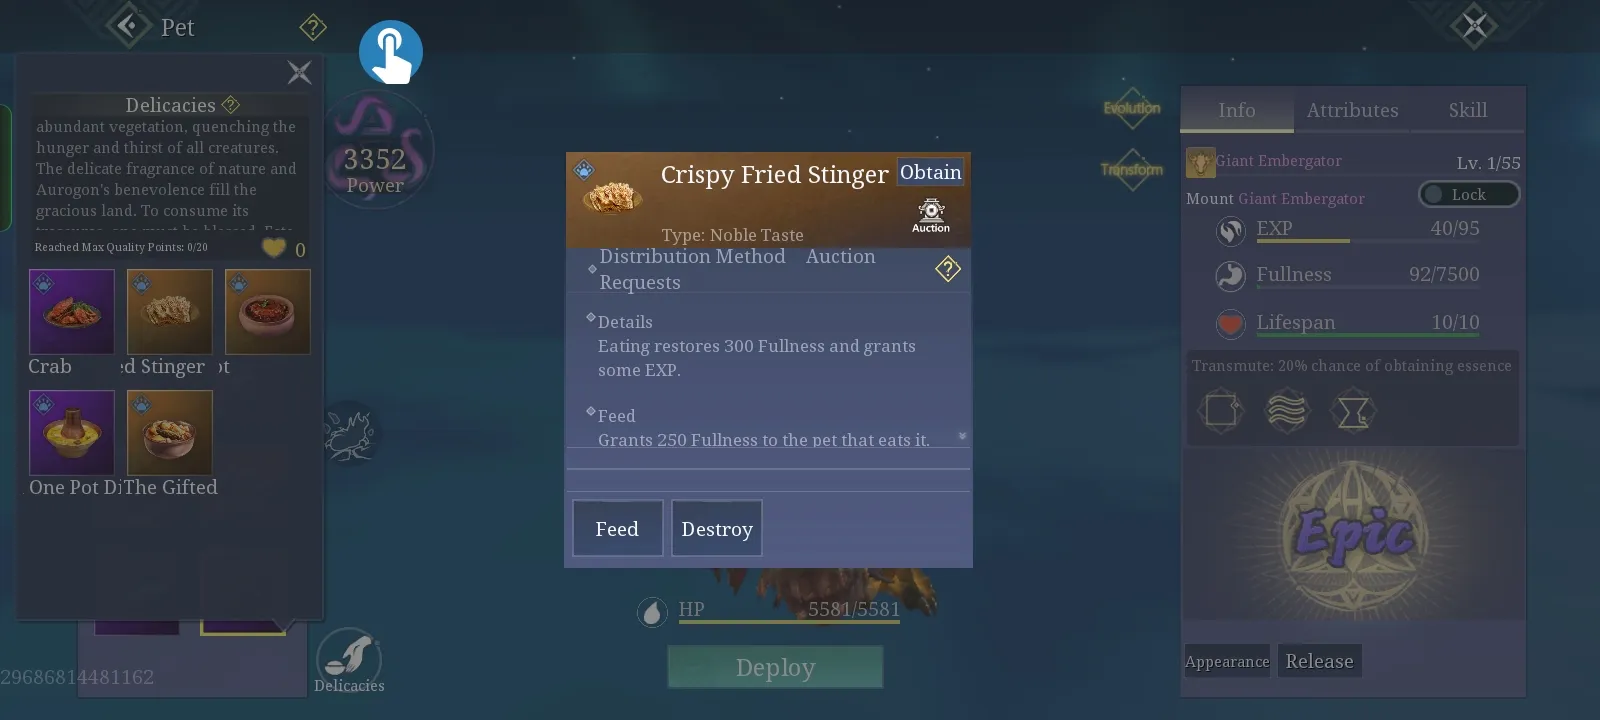 Pet
Delicacies
abundant vegetation, quenching the
hunger and thirst of all creatures.
The delicate fragrance of nature and
Aurogon's benevolence fill the
gracious land. To consume its
Reached Max Quality Points: 0/20
0
Crab
ed Stinger
ot
One Pot Di
The Gifted
29686814481162
3352
Power
Delicacies
Crispy Fried Stinger
Obtain
Auction
Type: Noble Taste
Distribution Method Auction
Requests
Details
Eating restores 300 Fullness and grants
some EXP.
Feed
Grants 250 Fullness to the pet that eats it.
Feed
Destroy
HP 5581/5581
Deploy
Evolution
Transform
Info
Attributes
Skill
Giant Embergator
Lv. 1/55
Mount Giant Embergator
Lock
EXP 40/95
Fullness 92/7500
Lifespan 10/10
Transmute: 20% chance of obtaining essence
Epic
Appearance
Release